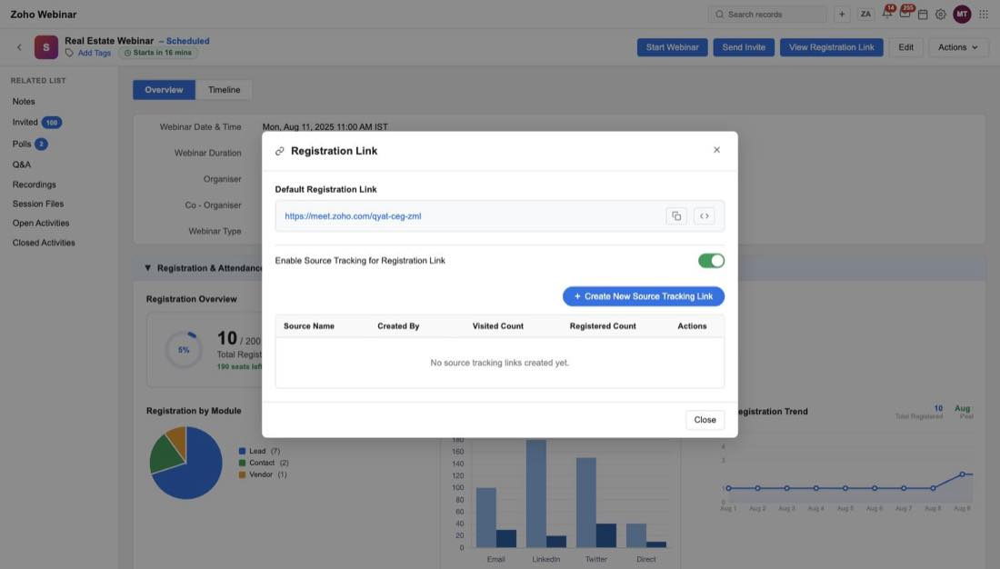 Zoho Webinar
Search records
ZA
14
255
MT
S
Real Estate Webinar – Scheduled
Add Tags
Starts in 16 mins
Start Webinar
Send Invite
View Registration Link
Edit
Actions
RELATED LIST
Notes
Invited 100
Polls 2
Q&A
Recordings
Session Files
Open Activities
Closed Activities
Overview
Timeline
Webinar Date & Time
Mon, Aug 11, 2025 11:00 AM IST
Webinar Duration
Organiser
Co - Organiser
Webinar Type
Registration Link
Default Registration Link
https://meet.zoho.com/qyat-ceg-zml
Enable Source Tracking for Registration Link
+ Create New Source Tracking Link
Source Name Created By Visited Count Registered Count Actions
No source tracking links created yet.
Close
Registration & Attendanc
Registration Overview
5%
10 / 200
Total Regist
190 seats left
Registration by Module
Lead (7)
Contact (2)
Vendor (1)
180
160
140
120
100
80
60
40
20
0
Email LinkedIn Twitter Direct
egistration Trend
10
Total Registered
Aug
Peal
4
3
1
0
Aug 1 Aug 2 Aug 3 Aug 4 Aug 5 Aug 6 Aug 7 Aug 8 Aug 9